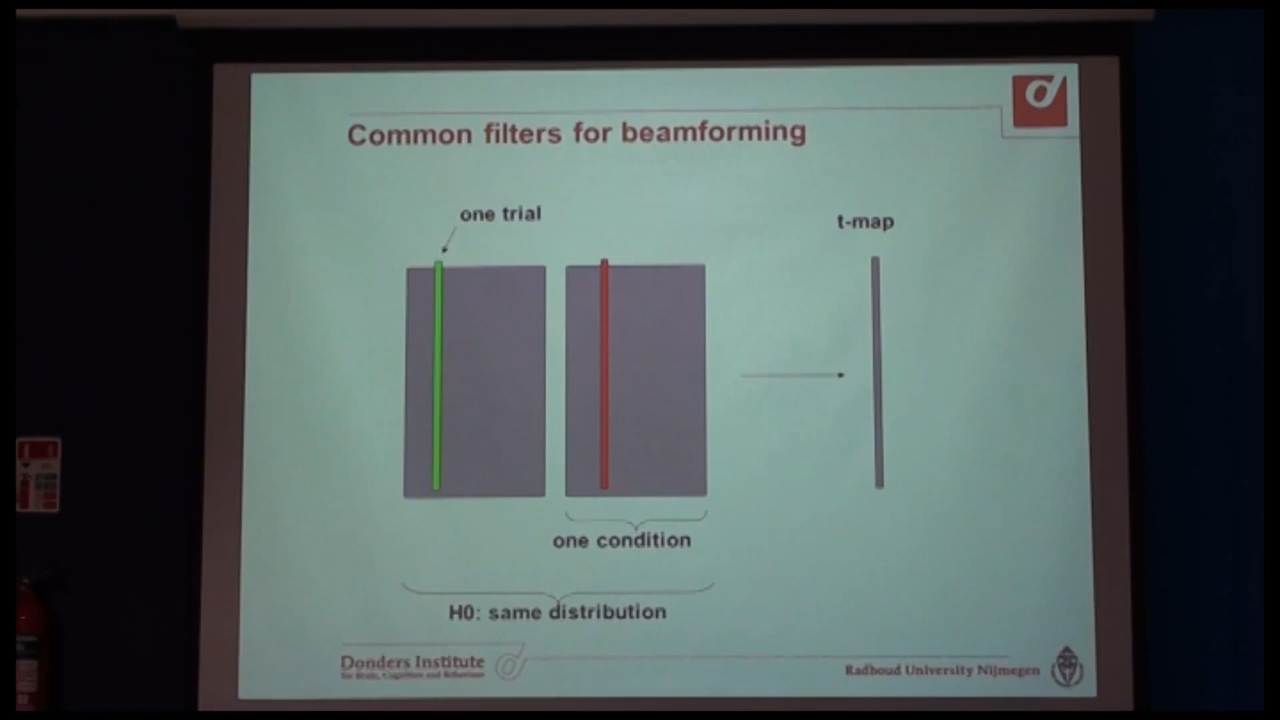 Common filters for beamforming
one trial
t-map
one condition
H0: same distribution
Donders Institute
for Brain, Cognition and Behaviour
Radboud University Nijmegen